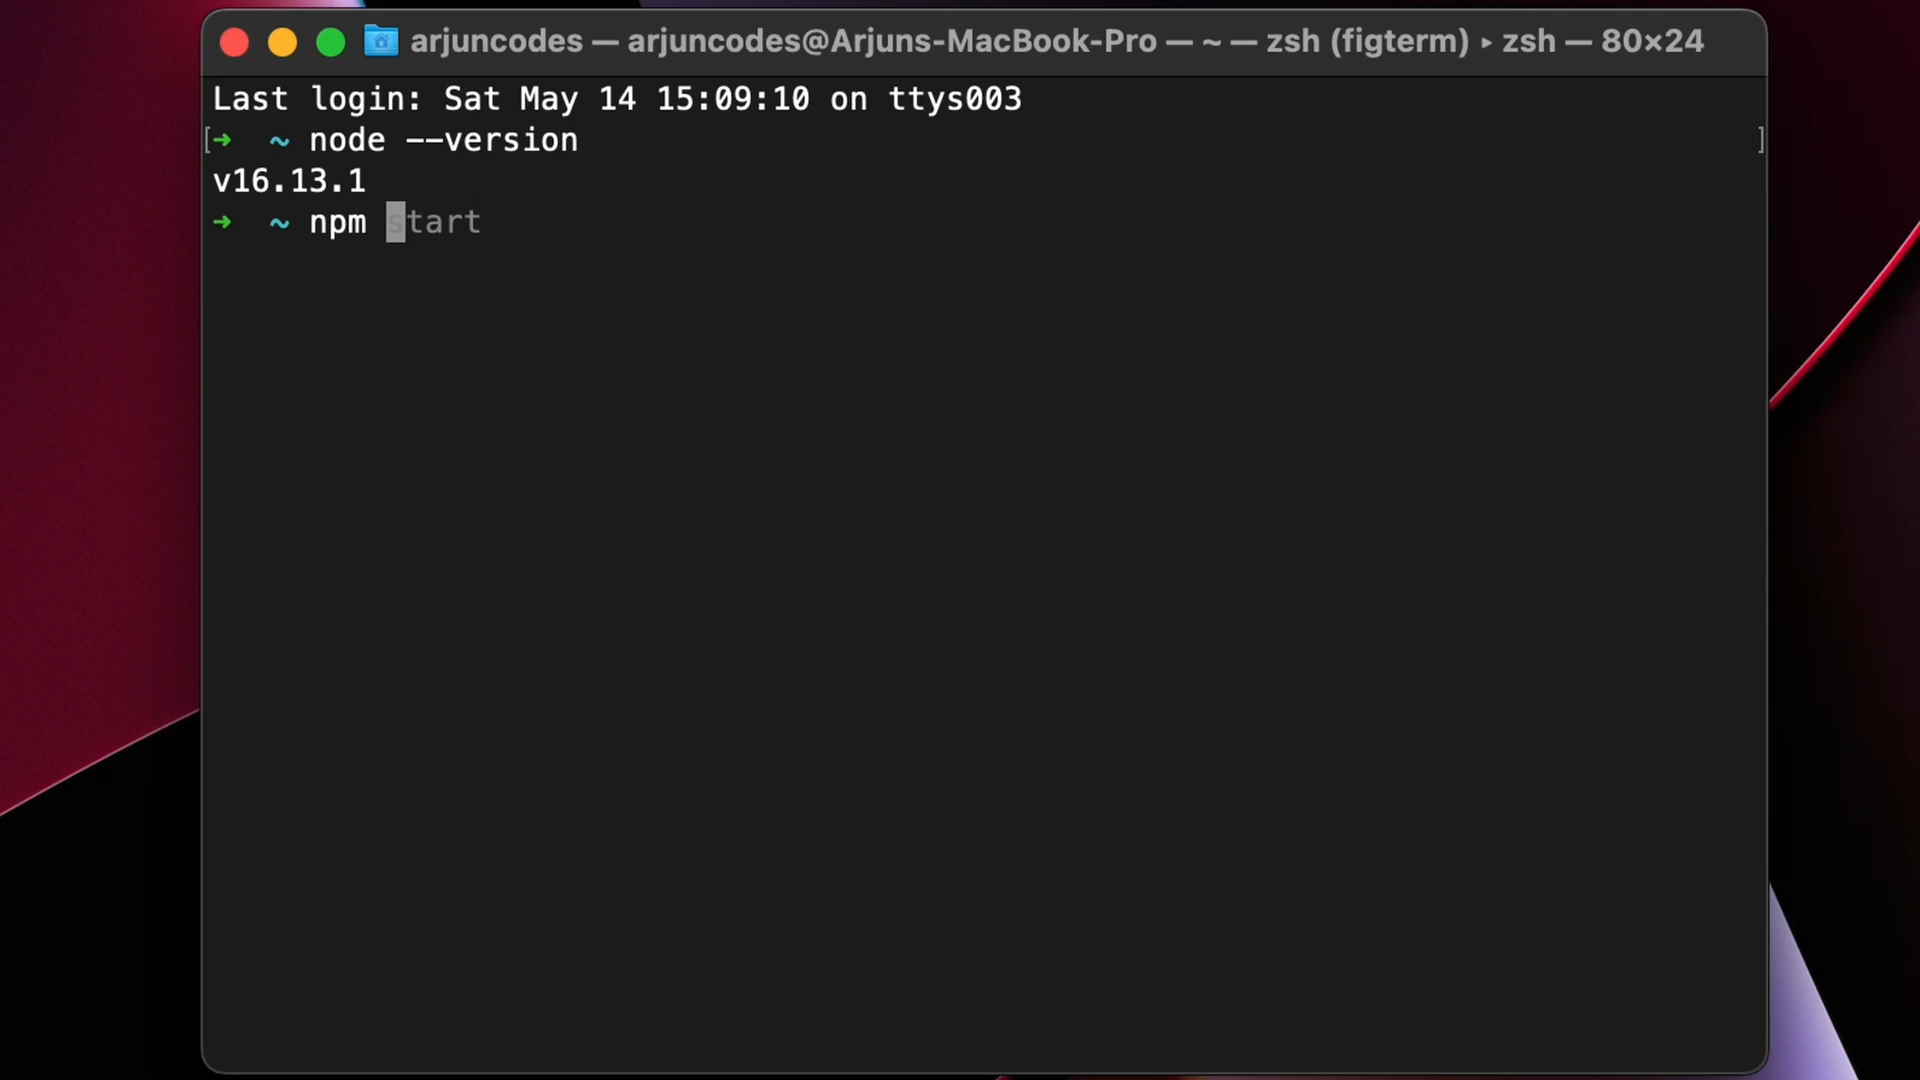 arjuncodes — arjuncodes@Arjuns-MacBook-Pro — ~ — zsh (figterm) ▸ zsh — 80×24
Last login: Sat May 14 15:09:10 on ttys003
[➜  ~ node --version ]
v16.13.1
➜  ~ npm start